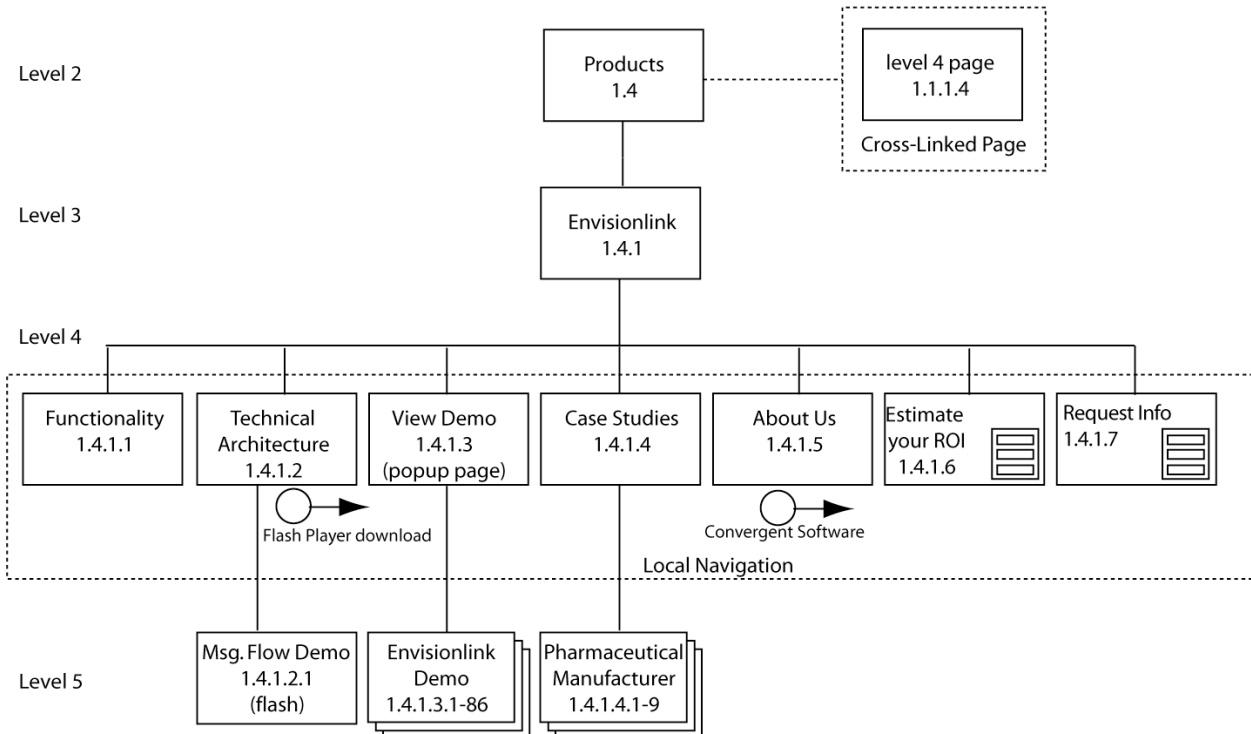 Level 2
Products
1.4
level 4 page
1.1.1.4
Cross-Linked Page
Level 3
Envisionlink
1.4.1
Level 4
Functionality
1.4.1.1
Technical
Architecture
1.4.1.2
View Demo
1.4.1.3
(popup page)
Case Studies
1.4.1.4
About Us
1.4.1.5
Estimate
your ROI
1.4.1.6
Request Info
1.4.1.7
Flash Player download
Convergent Software
Local Navigation
Level 5
Msg. Flow Demo
1.4.1.2.1
(flash)
Envisionlink
Demo
1.4.1.3.1-86
Pharmaceutical
Manufacturer
1.4.1.4.1-9